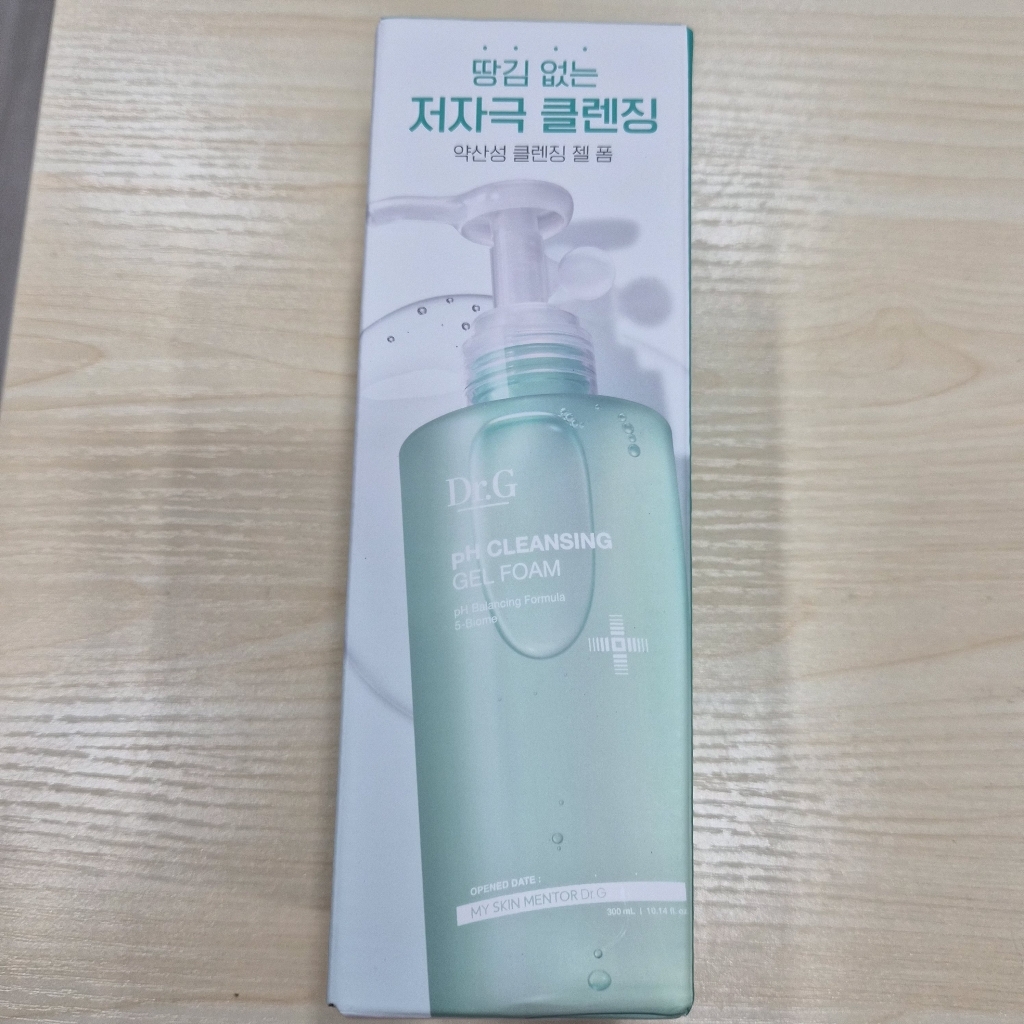 땅김 없는
저자극 클렌징
약산성 클렌징 젤 폼
Dr.G
pH CLEANSING
GEL FOAM
pH Balancing Formula
5-Biome
OPENED DATE :
MY SKIN MENTOR Dr.G
300 mL | 10.14 fl. oz